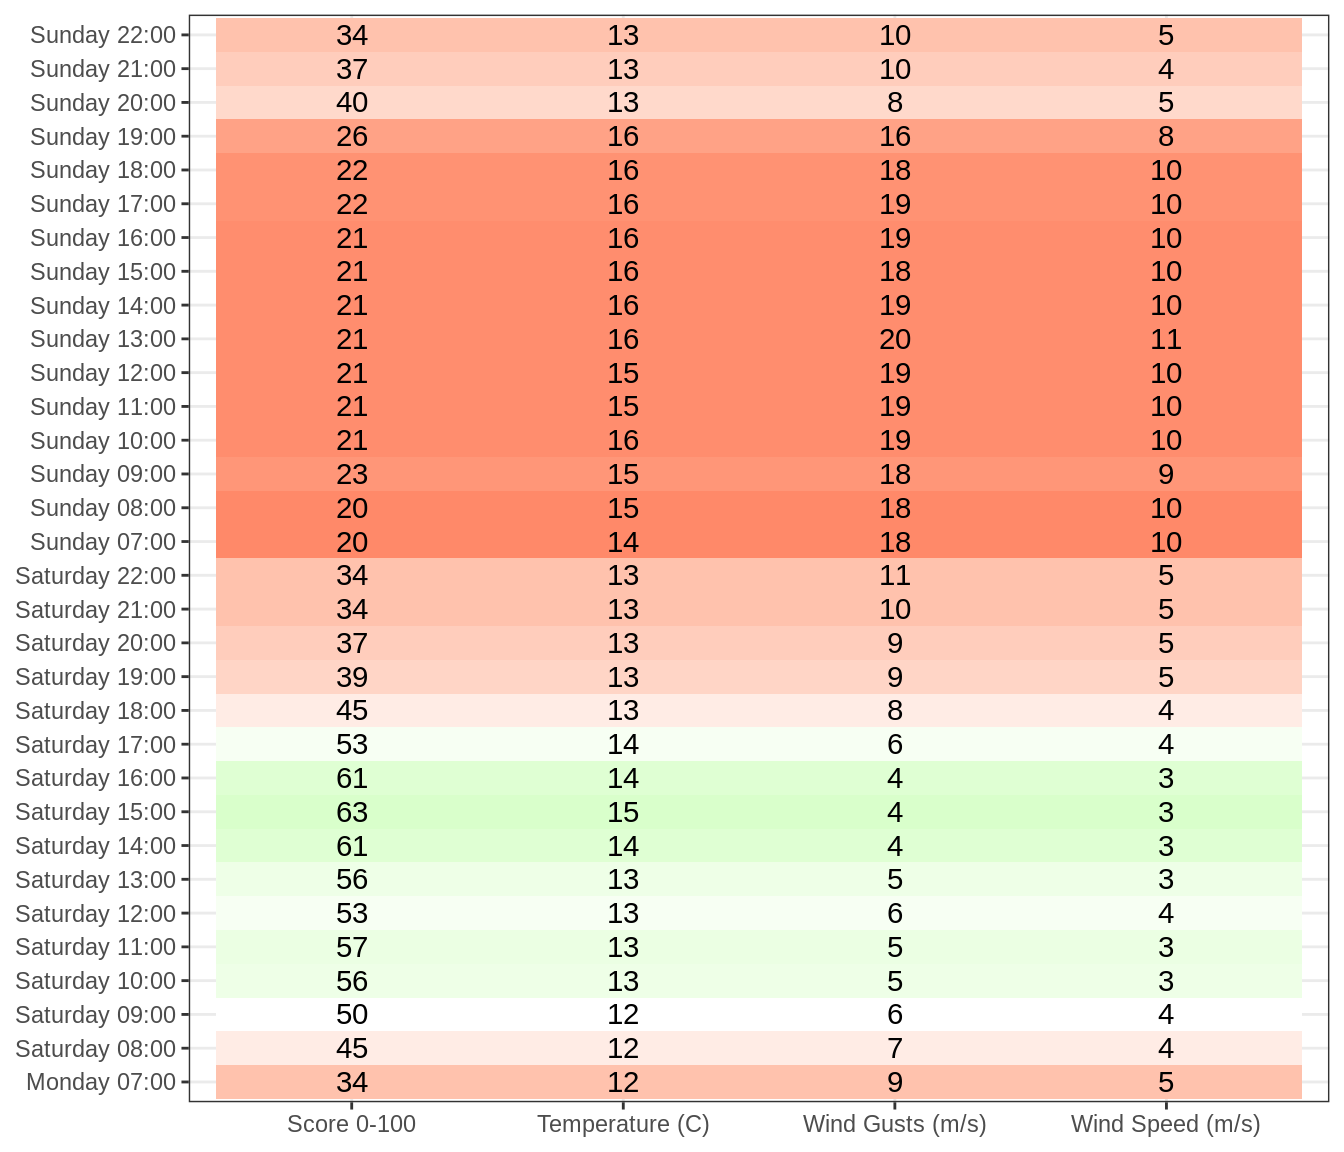 Sunday 22:00 34 13 10 5
Sunday 21:00 37 13 10 4
Sunday 20:00 40 13 8 5
Sunday 19:00 26 16 16 8
Sunday 18:00 22 16 18 10
Sunday 17:00 22 16 19 10
Sunday 16:00 21 16 19 10
Sunday 15:00 21 16 18 10
Sunday 14:00 21 16 19 10
Sunday 13:00 21 16 20 11
Sunday 12:00 21 15 19 10
Sunday 11:00 21 15 19 10
Sunday 10:00 21 16 19 10
Sunday 09:00 23 15 18 9
Sunday 08:00 20 15 18 10
Sunday 07:00 20 14 18 10
Saturday 22:00 34 13 11 5
Saturday 21:00 34 13 10 5
Saturday 20:00 37 13 9 5
Saturday 19:00 39 13 9 5
Saturday 18:00 45 13 8 4
Saturday 17:00 53 14 6 4
Saturday 16:00 61 14 4 3
Saturday 15:00 63 15 4 3
Saturday 14:00 61 14 4 3
Saturday 13:00 56 13 5 3
Saturday 12:00 53 13 6 4
Saturday 11:00 57 13 5 3
Saturday 10:00 56 13 5 3
Saturday 09:00 50 12 6 4
Saturday 08:00 45 12 7 4
Monday 07:00 34 12 9 5
Score 0-100 Temperature (C) Wind Gusts (m/s) Wind Speed (m/s)